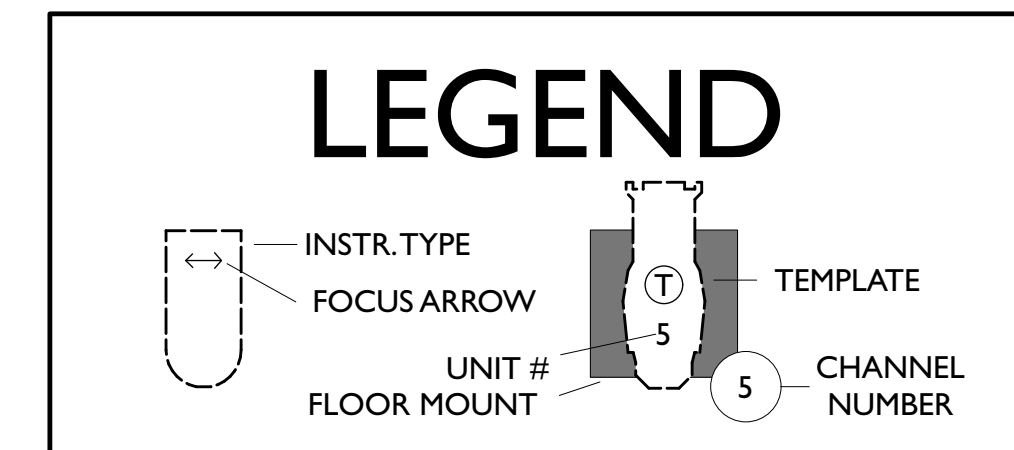 LEGEND
INSTR. TYPE
FOCUS ARROW
T
TEMPLATE
5
UNIT #
FLOOR MOUNT
5
CHANNEL
NUMBER